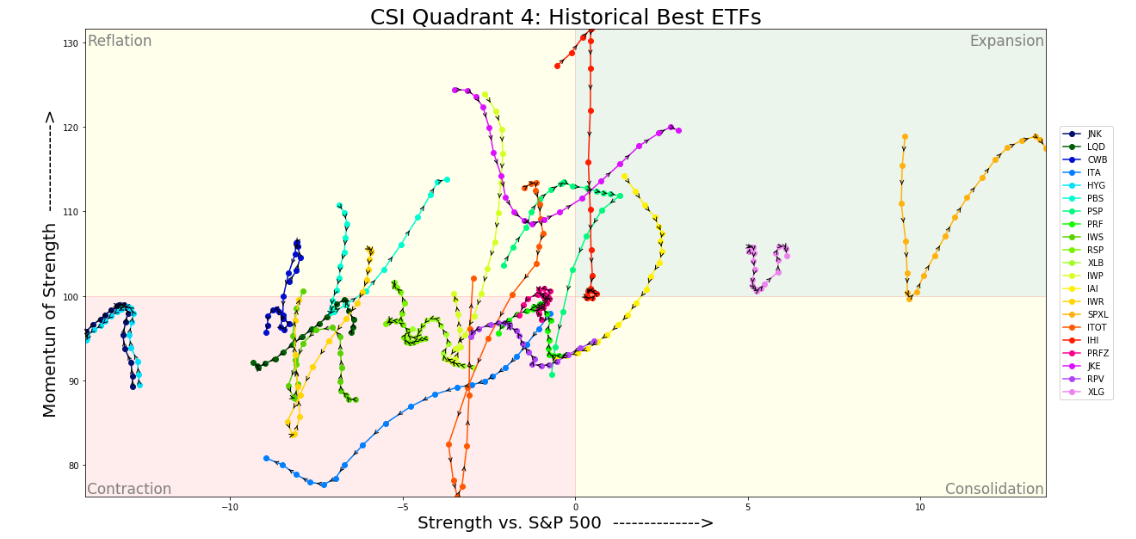 CSI Quadrant 4: Historical Best ETFs
Reflation
Expansion
Contraction
Consolidation
130
120
110
100
90
80
−10
−5
0
5
10
Momentun of Strength -------------->
Strength vs. S&P 500 -------------->
JNK
LQD
CWB
ITA
HYG
PBS
PSP
PRF
IWS
RSP
XLB
IWP
IAI
IWR
SPXL
ITOT
IHI
PRFZ
JKE
RPV
XLG